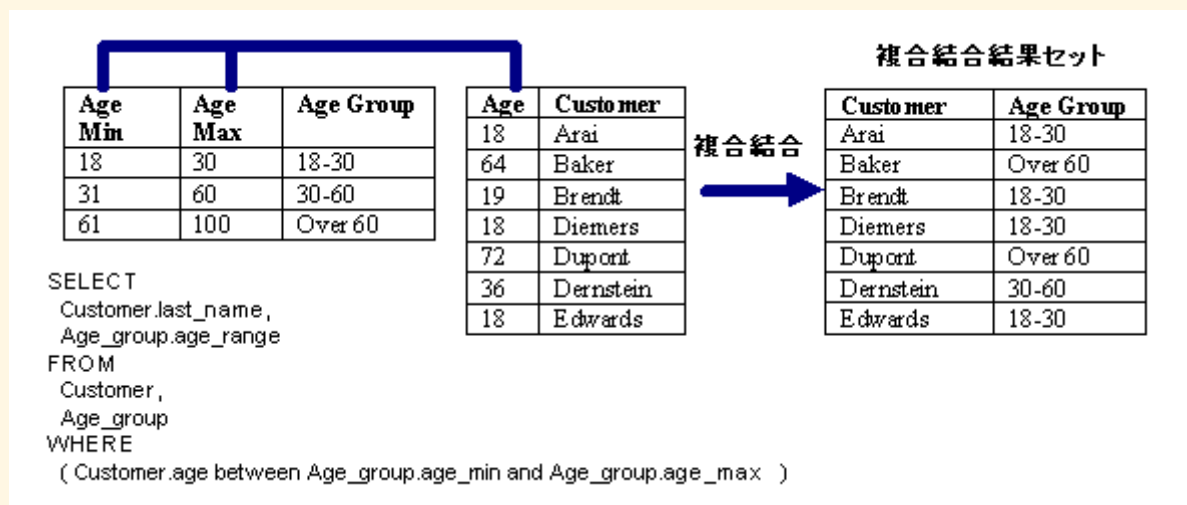 複合結合結果セット
Age Min Age Max Age Group
18 30 18-30
31 60 30-60
61 100 Over 60
Age Customer
18 Arai
64 Baker
19 Brendt
18 Diemers
72 Dupont
36 Dernstein
18 Edwards
複合結合
Customer Age Group
Arai 18-30
Baker Over 60
Brendt 18-30
Diemers 18-30
Dupont Over 60
Dernstein 30-60
Edwards 18-30
SELECT
Customer.last_name,
Age_group.age_range
FROM
Customer,
Age_group
WHERE
( Customer.age between Age_group.age_min and Age_group.age_max )